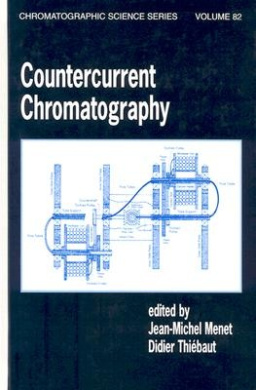 CHROMATOGRAPHIC SCIENCE SERIES VOLUME 82
Countercurrent
Chromatography
edited by
Jean-Michel Menet
Didier Thiébaut